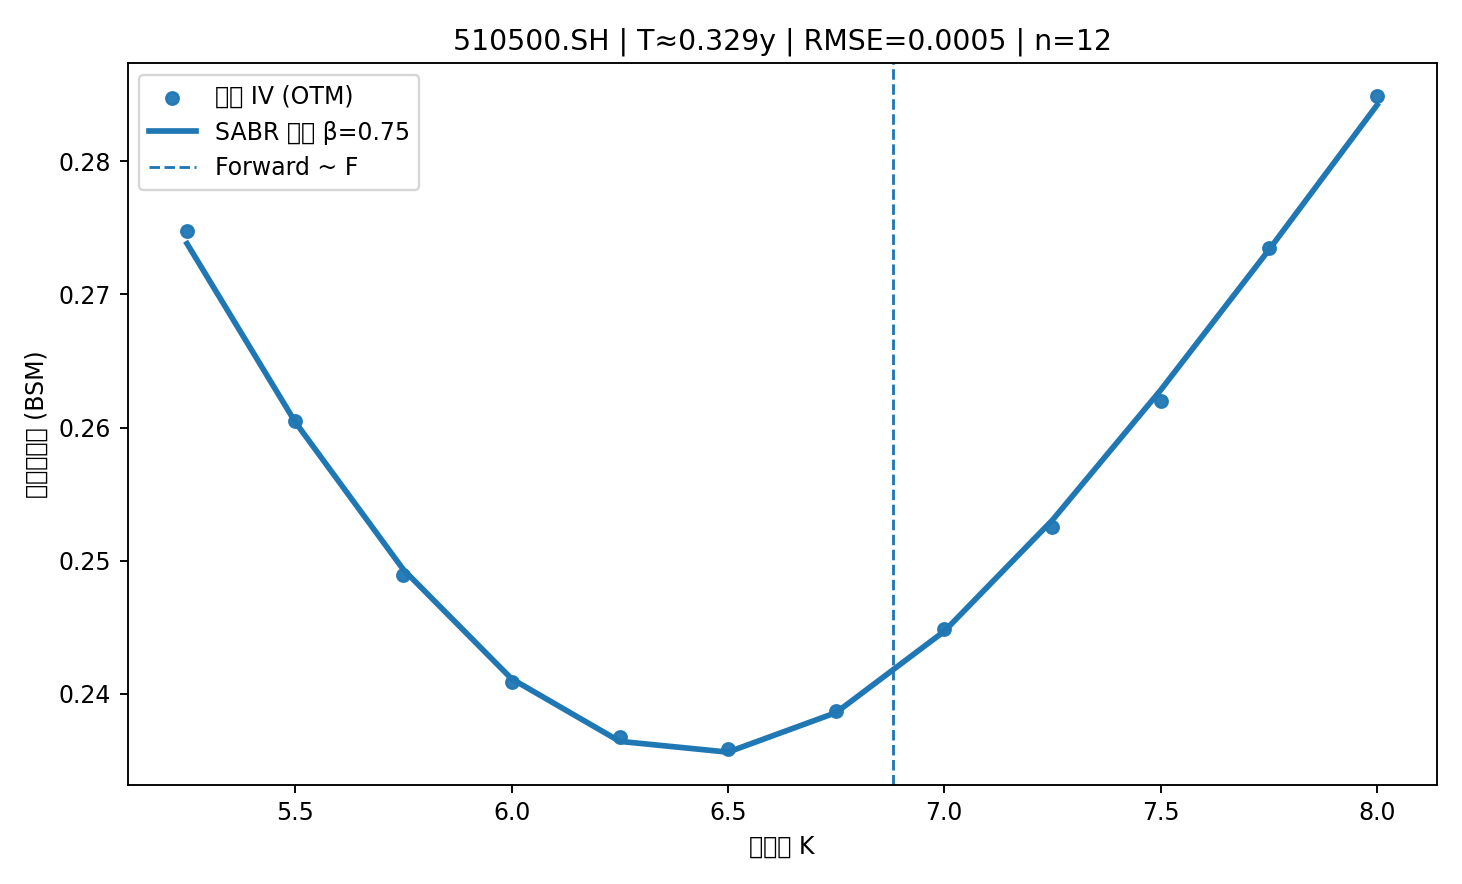 510500.SH | T≈0.329y | RMSE=0.0005 | n=12
IV (OTM)
SABR β=0.75
Forward ~ F
(BSM)
0.28
0.27
0.26
0.25
0.24
5.5 6.0 6.5 7.0 7.5 8.0
K